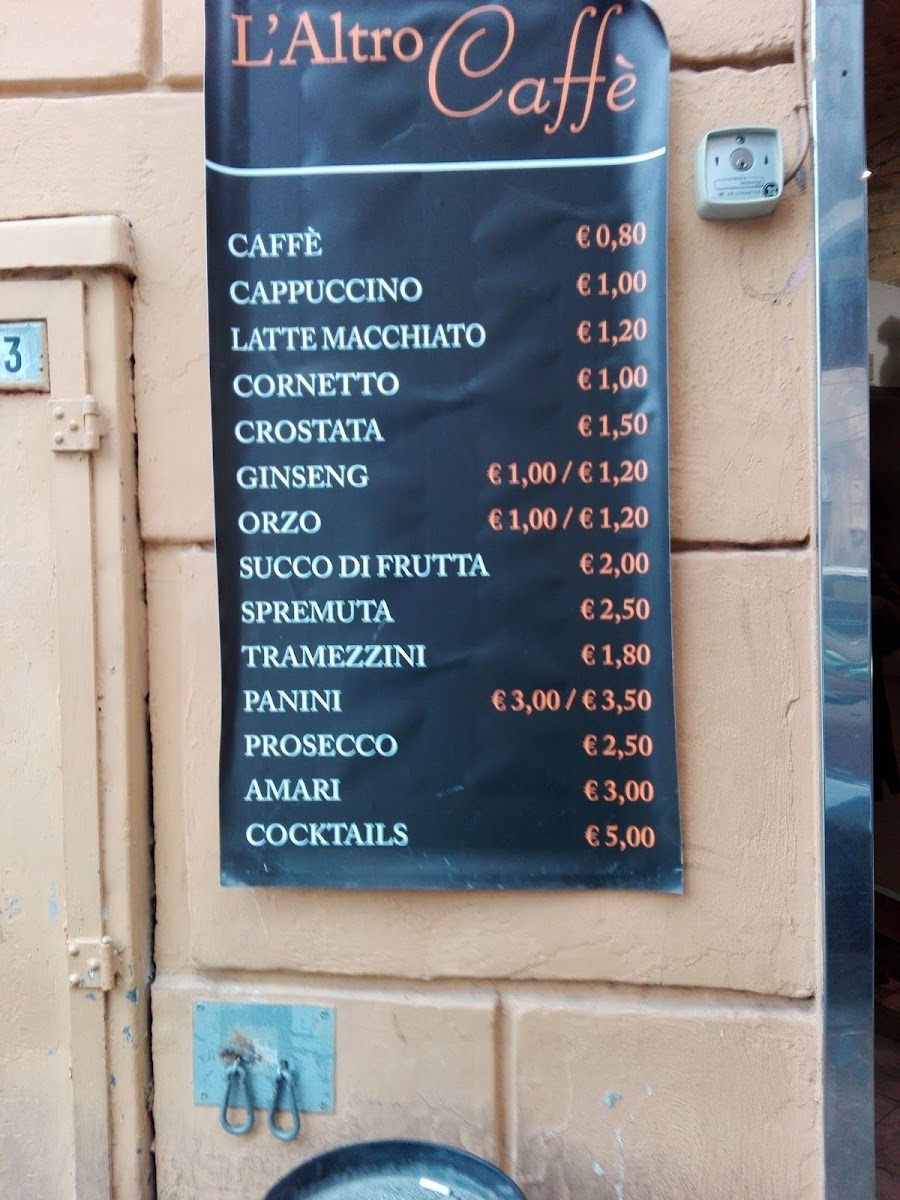 L'Altro Caffè
CAFFÈ € 0,80
CAPPUCCINO € 1,00
LATTE MACCHIATO € 1,20
CORNETTO € 1,00
CROSTATA € 1,50
GINSENG € 1,00 / € 1,20
ORZO € 1,00 / € 1,20
SUCCO DI FRUTTA € 2,00
SPREMUTA € 2,50
TRAMEZZINI € 1,80
PANINI € 3,00 / € 3,50
PROSECCO € 2,50
AMARI € 3,00
COCKTAILS € 5,00
3